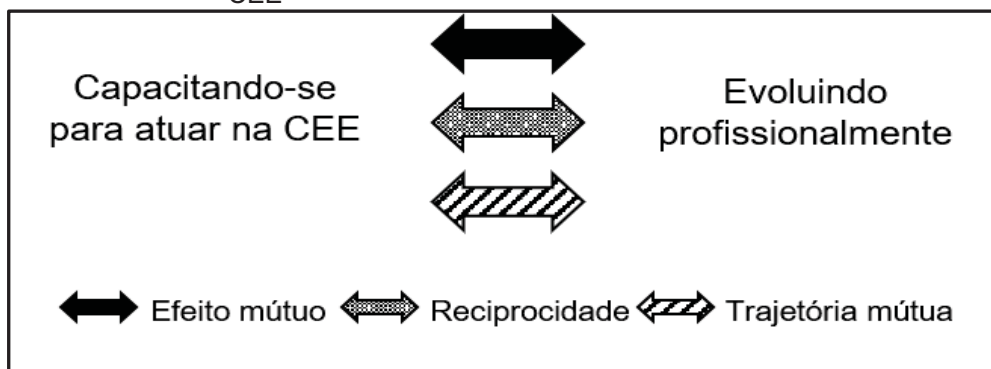 Capacitando-se
para atuar na CEE
Evoluindo
profissionalmente
Efeito mútuo
Reciprocidade
Trajetória mútua